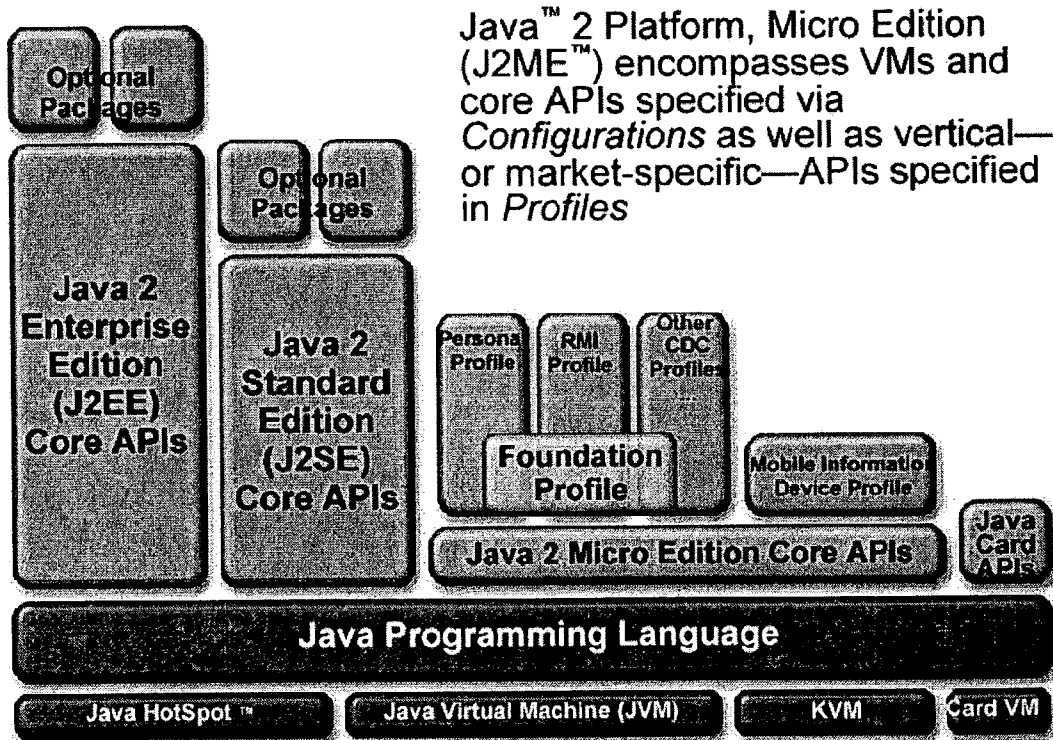 Java™ 2 Platform, Micro Edition
(J2ME™) encompasses VMs and
core APIs specified via
Configurations as well as vertical—
or market-specific—APIs specified
in Profiles
Optional
Packages
Optional
Packages
Java 2
Enterprise
Edition
(J2EE)
Core APIs
Java 2
Standard
Edition
(J2SE)
Core APIs
Personal
Profile
RMI
Profile
Other
CDC
Profiles
Foundation
Profile
Mobile Information
Device Profile
Java 2 Micro Edition Core APIs
Java
Card
APIs
Java Programming Language
Java HotSpot ™
Java Virtual Machine (JVM)
KVM
Card VM